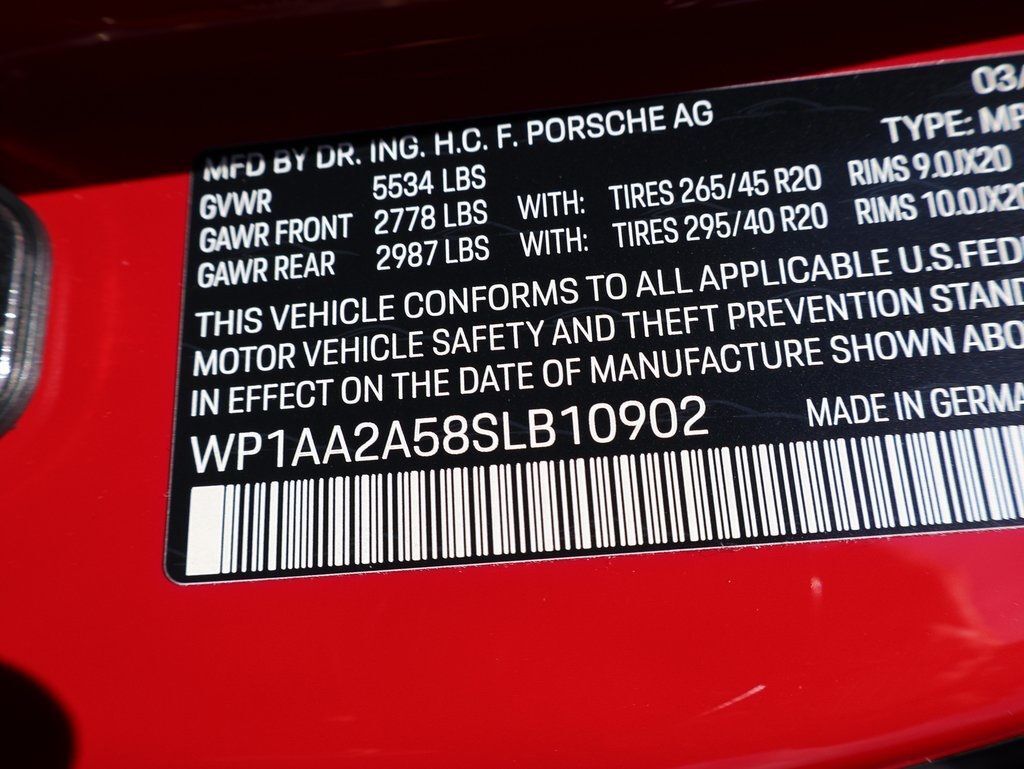 03/
MFD BY DR. ING. H.C. F. PORSCHE AG
TYPE: MP
GVWR 5534 LBS
GAWR FRONT 2778 LBS WITH: TIRES 265/45 R20 RIMS 9.0JX20
GAWR REAR 2987 LBS WITH: TIRES 295/40 R20 RIMS 10.0JX20
THIS VEHICLE CONFORMS TO ALL APPLICABLE U.S.FED
MOTOR VEHICLE SAFETY AND THEFT PREVENTION STAND
IN EFFECT ON THE DATE OF MANUFACTURE SHOWN ABO
WP1AA2A58SLB10902 MADE IN GERMA